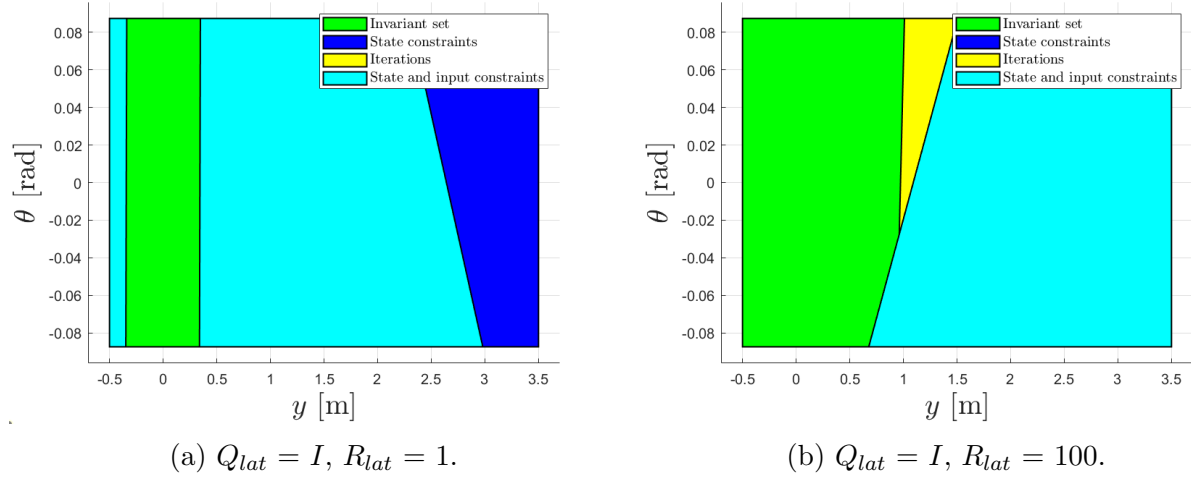 Invariant set
State constraints
Iterations
State and input constraints
0.08
0.06
0.04
0.02
0
-0.02
-0.04
-0.06
-0.08
θ [rad]
-0.5 0 0.5 1 1.5 2 2.5 3 3.5
y [m]
(a) Q_lat = I, R_lat = 1.
Invariant set
State constraints
Iterations
State and input constraints
0.08
0.06
0.04
0.02
0
-0.02
-0.04
-0.06
-0.08
θ [rad]
-0.5 0 0.5 1 1.5 2 2.5 3 3.5
y [m]
(b) Q_lat = I, R_lat = 100.